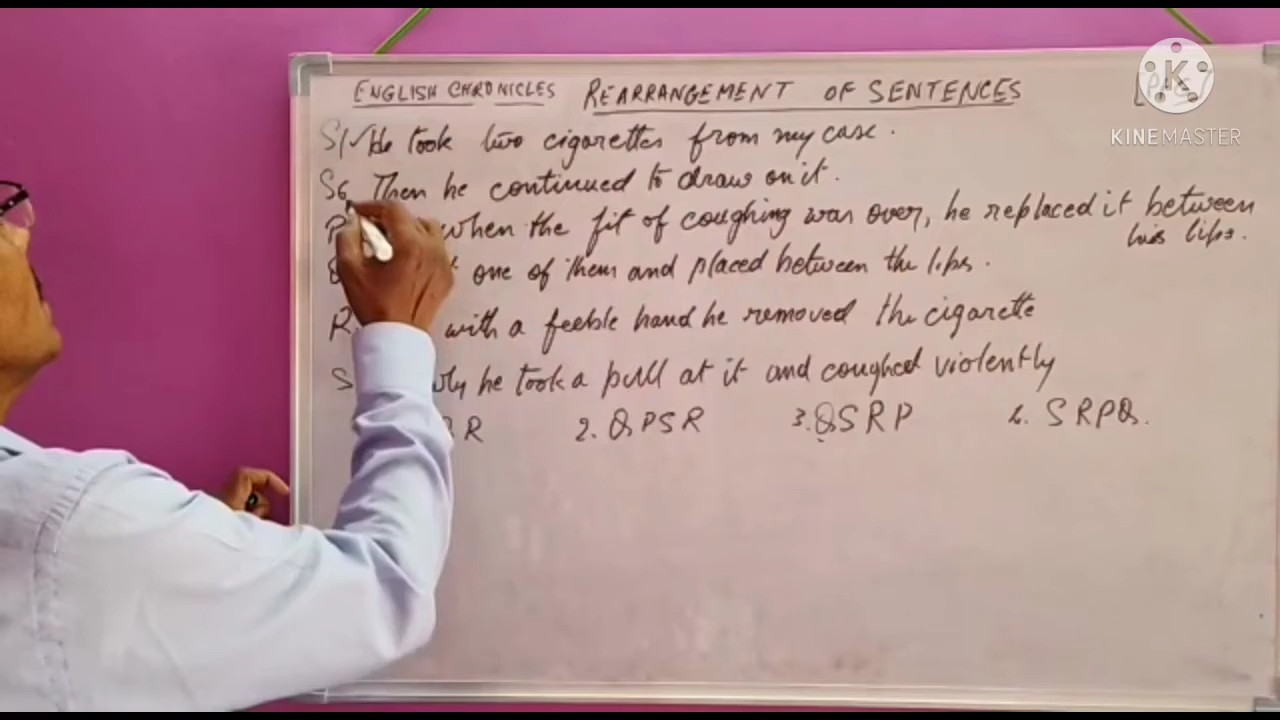 ENGLISH CHRONICLES REARRANGEMENT OF SENTENCES
S1 He took two cigarettes from my case.
S6 Then he continued to draw on it.
P when the fit of coughing was over, he replaced it between
his lips.
one of them and placed between the lips.
R with a feeble hand he removed the cigarette
S he took a pull at it and coughed violently
R 2. QPSR 3. QSRP 4. SRPQ.
K
KINEMASTER